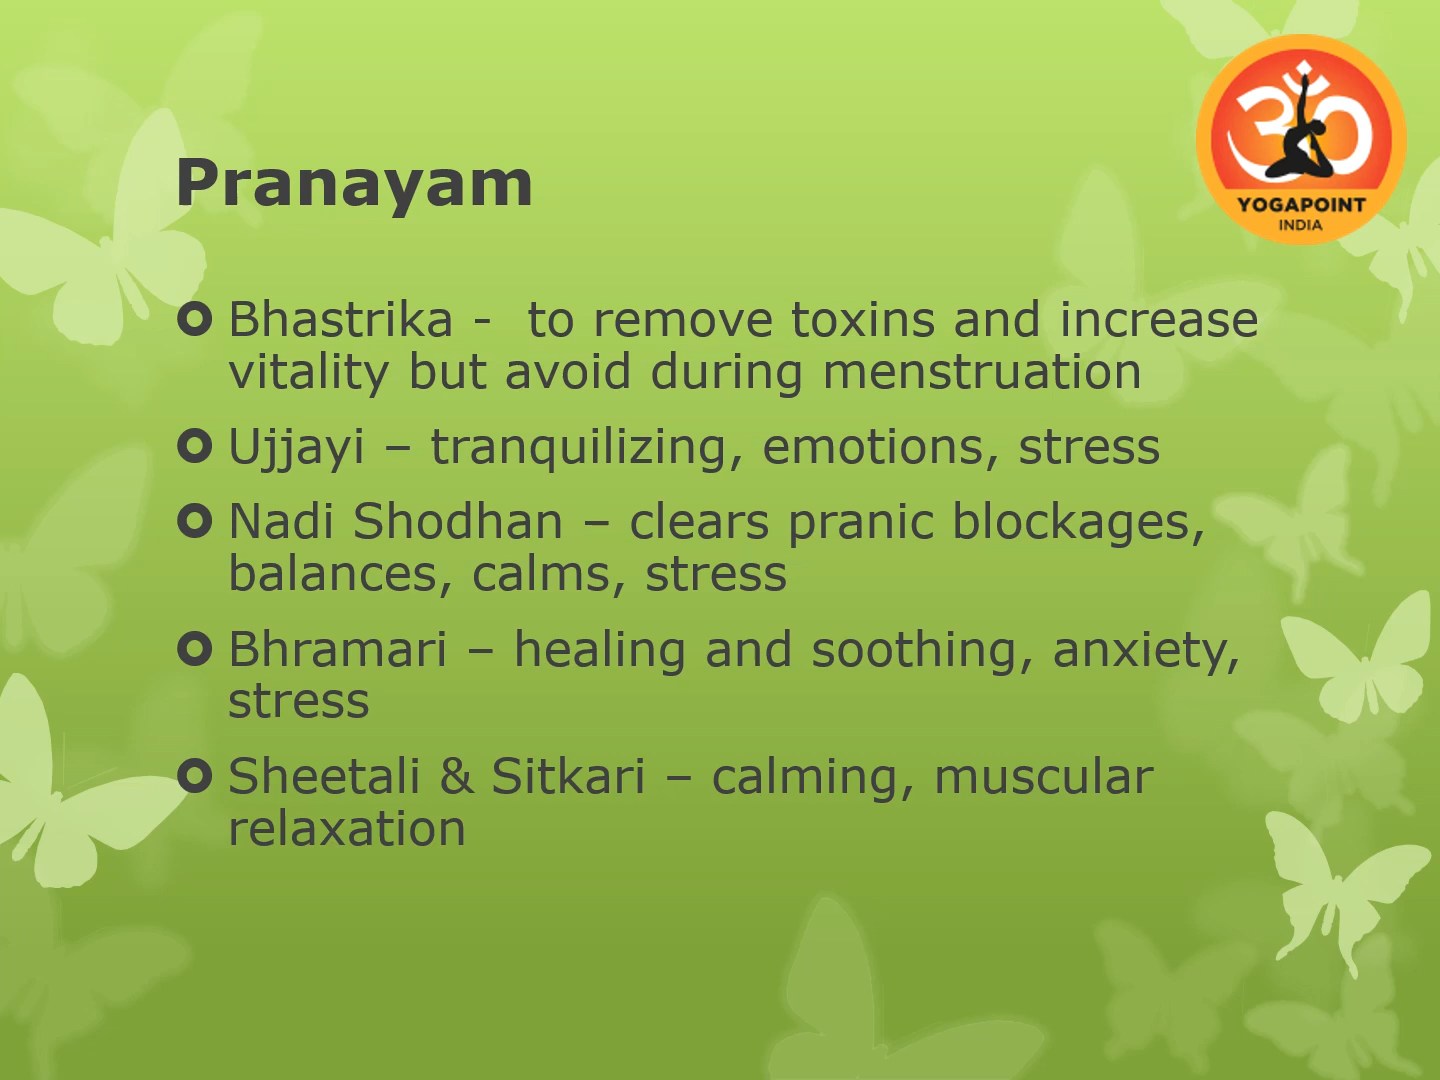 ॐ
YOGAPOINT
INDIA
Pranayam
Bhastrika -  to remove toxins and increase
vitality but avoid during menstruation
Ujjayi – tranquilizing, emotions, stress
Nadi Shodhan – clears pranic blockages,
balances, calms, stress
Bhramari – healing and soothing, anxiety,
stress
Sheetali & Sitkari – calming, muscular
relaxation